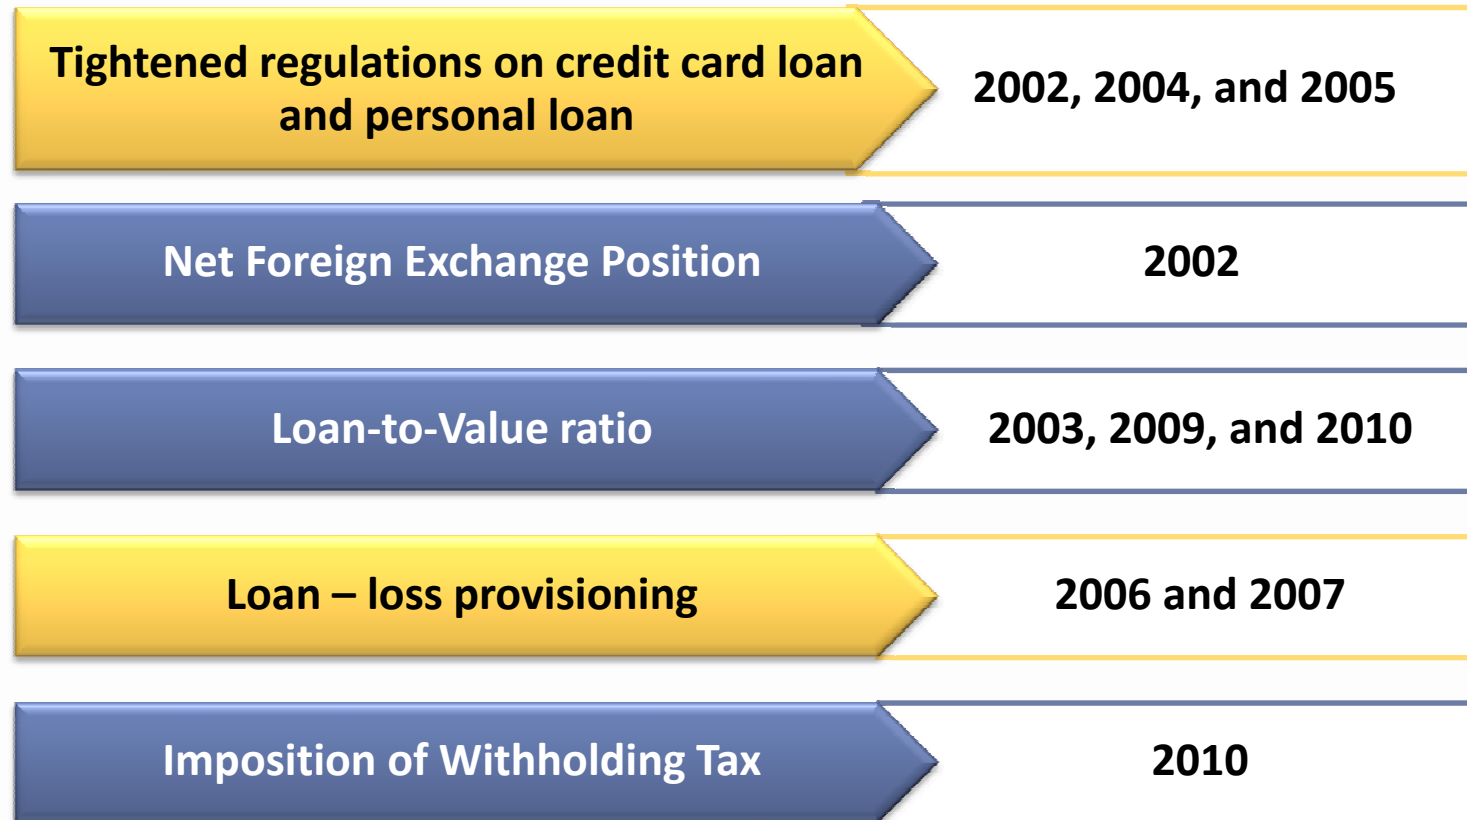 Tightened regulations on credit card loan
and personal loan
2002, 2004, and 2005
Net Foreign Exchange Position
2002
Loan-to-Value ratio
2003, 2009, and 2010
Loan – loss provisioning
2006 and 2007
Imposition of Withholding Tax
2010